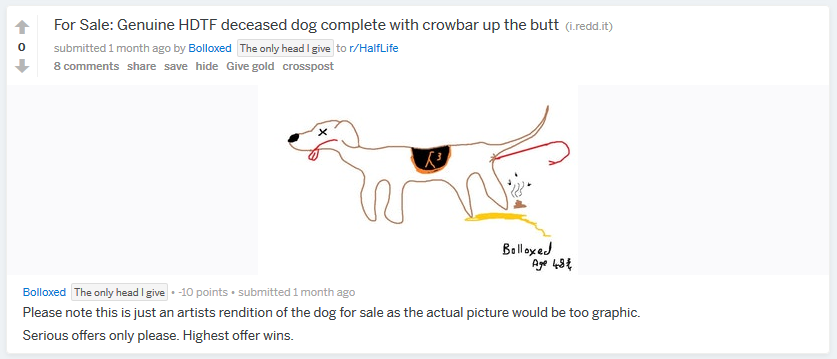 For Sale: Genuine HDTF deceased dog complete with crowbar up the butt (i.redd.it)
0
submitted 1 month ago by Bolloxed The only head I give to r/HalfLife
8 comments share save hide Give gold crosspost
λ³
Bolloxed
Age 48¾
Bolloxed The only head I give • -10 points • submitted 1 month ago
Please note this is just an artists rendition of the dog for sale as the actual picture would be too graphic.
Serious offers only please. Highest offer wins.